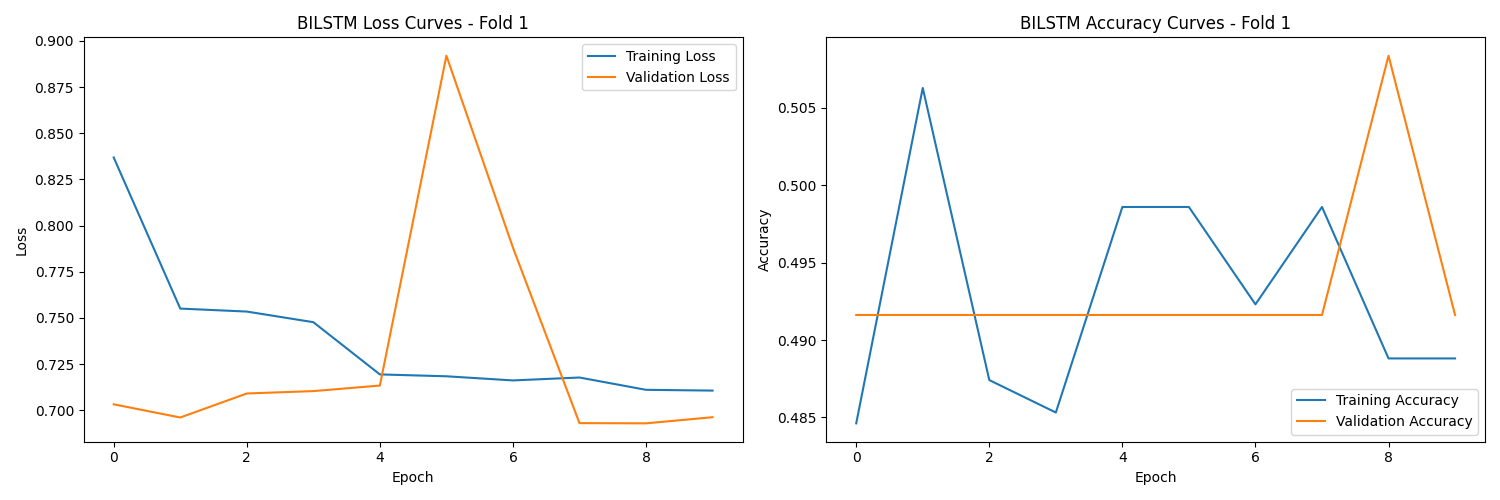 BILSTM Loss Curves - Fold 1
0.900
0.875
0.850
0.825
0.800
0.775
0.750
0.725
0.700
Loss
Training Loss
Validation Loss
0
2
4
6
8
Epoch
BILSTM Accuracy Curves - Fold 1
0.505
0.500
0.495
0.490
0.485
Accuracy
Training Accuracy
Validation Accuracy
0
2
4
6
8
Epoch